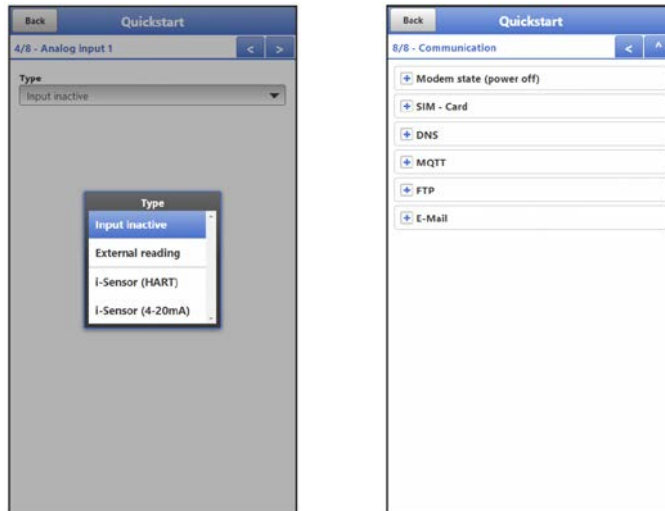 Back
Quickstart
4/8 - Analog input 1
<
>
Type
Input inactive
Type
Input inactive
External reading
i-Sensor (HART)
i-Sensor (4-20mA)
Back
Quickstart
8/8 - Communication
<
^
+ Modem state (power off)
+ SIM - Card
+ DNS
+ MQTT
+ FTP
+ E-Mail